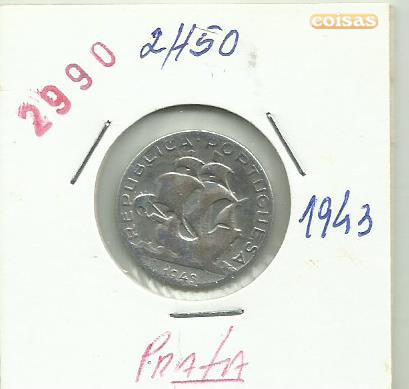 coisas
2$50
2990
REPUBLICA·PORTUGUESA
1943
1943
PRATA